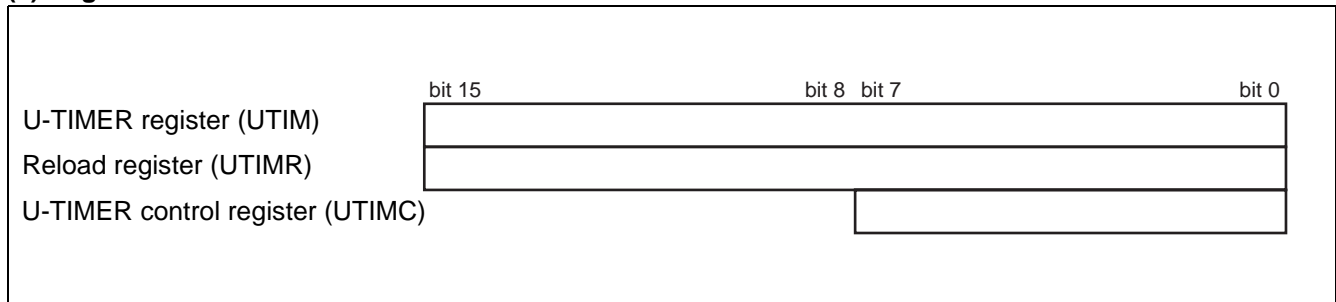 bit 15 bit 8 bit 7 bit 0
U-TIMER register (UTIM)
Reload register (UTIMR)
U-TIMER control register (UTIMC)